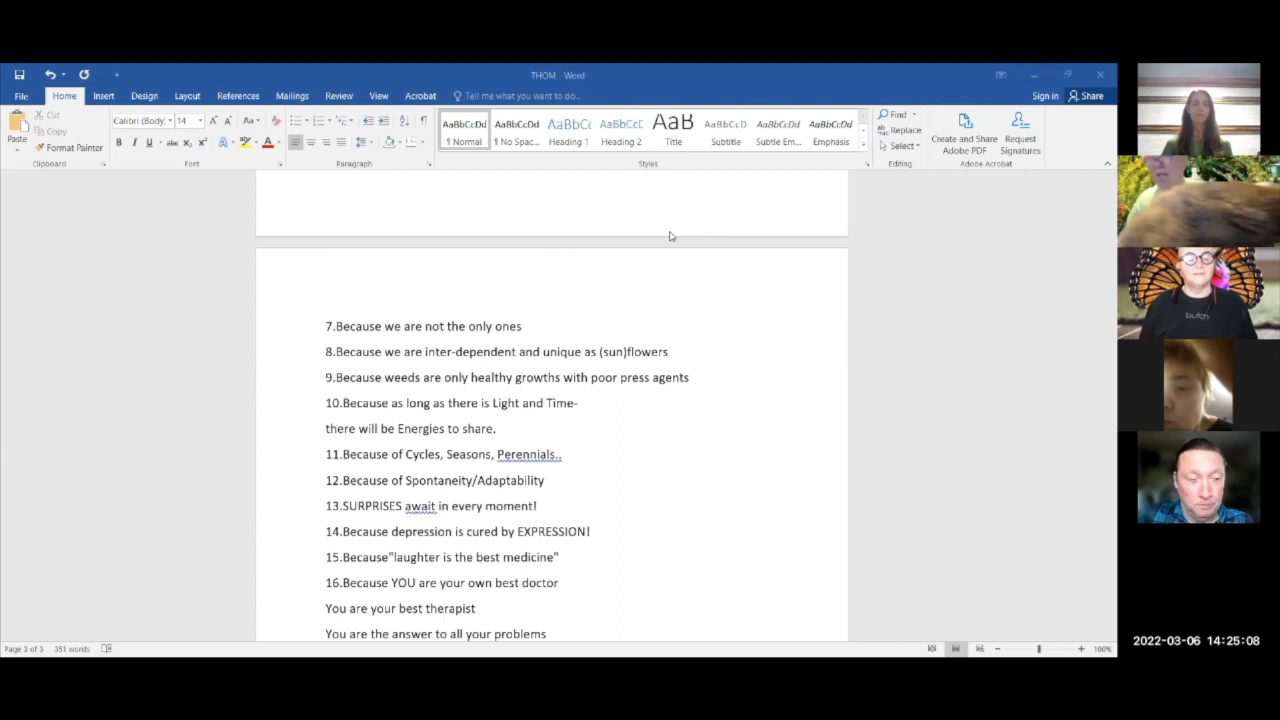 THOM - Word
File Home Insert Design Layout References Mailings Review View Acrobat Tell me what you want to do... Sign in Share
Paste
Cut
Copy
Format Painter
Clipboard
Calibri (Body) 14
Font
Paragraph
AaBbCcDd AaBbCcDd AaBbCc AaBbCcD AaB AaBbCcD AaBbCcDd AaBbCcDd
¶ Normal ¶ No Spac... Heading 1 Heading 2 Title Subtitle Subtle Em... Emphasis
Styles
Find
Replace
Select
Editing
Create and Share
Adobe PDF
Request
Signatures
Adobe Acrobat
7.Because we are not the only ones
8.Because we are inter-dependent and unique as (sun)flowers
9.Because weeds are only healthy growths with poor press agents
10.Because as long as there is Light and Time-
there will be Energies to share.
11.Because of Cycles, Seasons, Perennials..
12.Because of Spontaneity/Adaptability
13.SURPRISES await in every moment!
14.Because depression is cured by EXPRESSION!
15.Because"laughter is the best medicine"
16.Because YOU are your own best doctor
You are your best therapist
You are the answer to all your problems
Page 3 of 3 351 words
100%
butch
2022-03-06 14:25:08